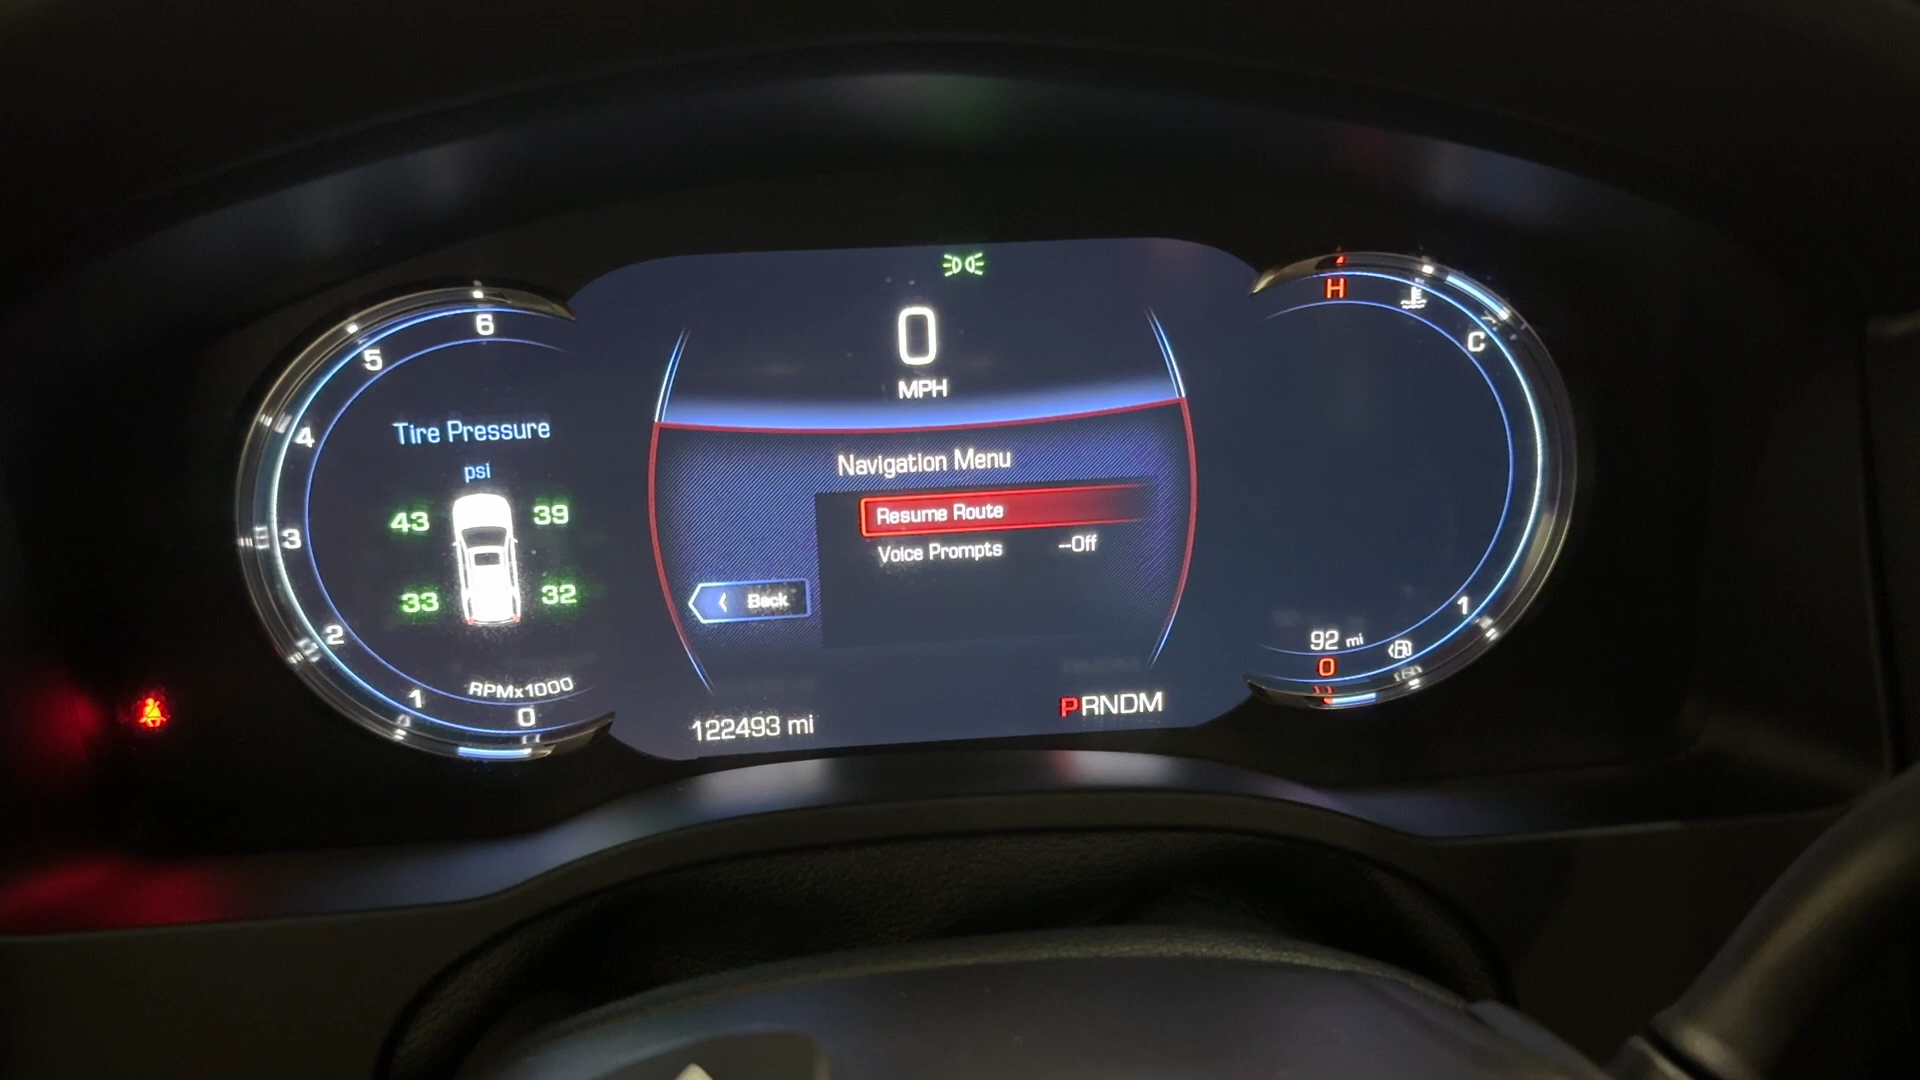 0
MPH
6
5
4
3
2
1
0
RPMx1000
Tire Pressure
psi
43 39
33 32
Navigation Menu
Resume Route
Voice Prompts --Off
Back
122493 mi
PRNDM
H
C
1
92 mi
0